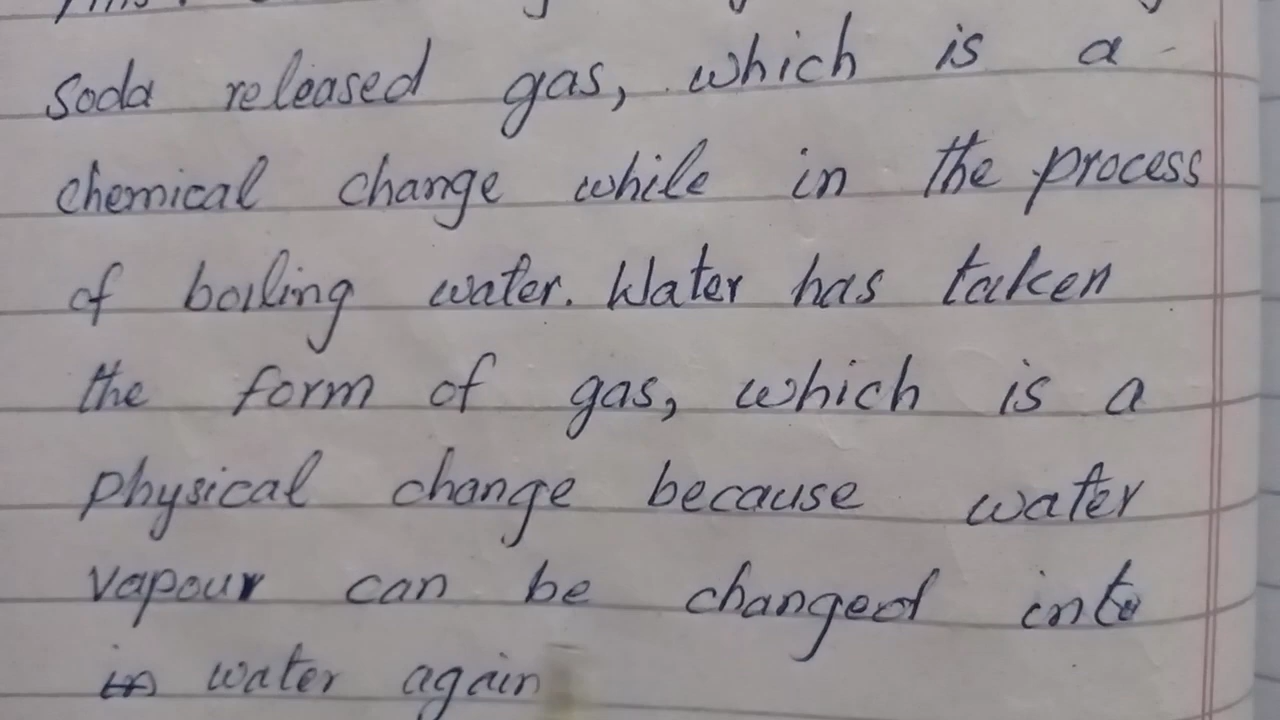 soda released gas, which is a
chemical change while in the process
of boiling water. Water has taken
the form of gas, which is a
physical change because water
vapour can be changed into
water again